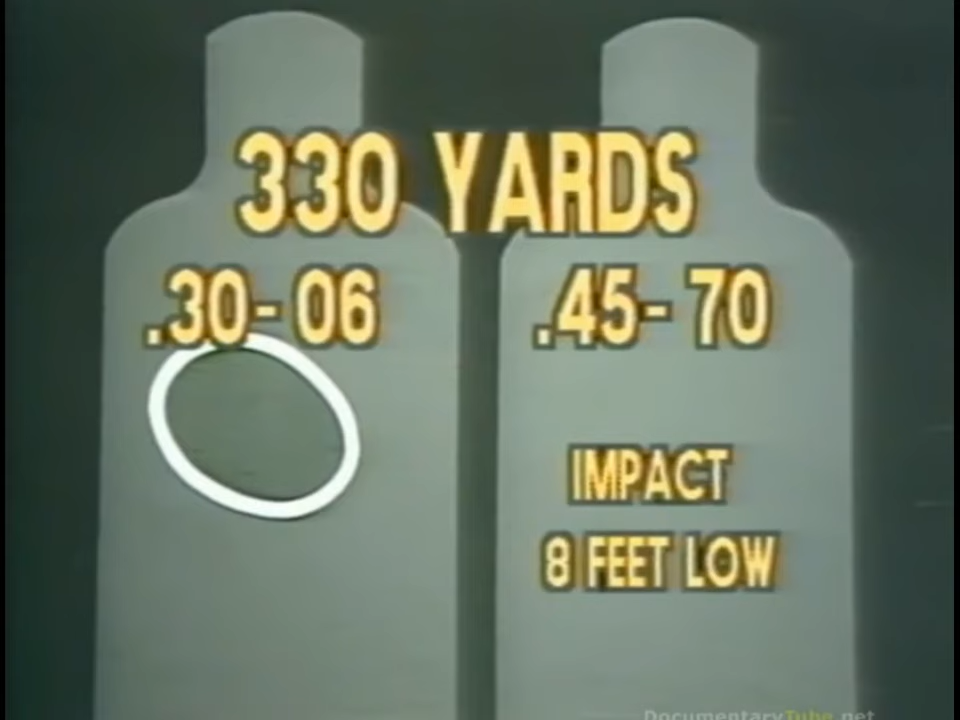 330 YARDS
.30-06 .45-70
IMPACT
8 FEET LOW
DocumentaryTube.net